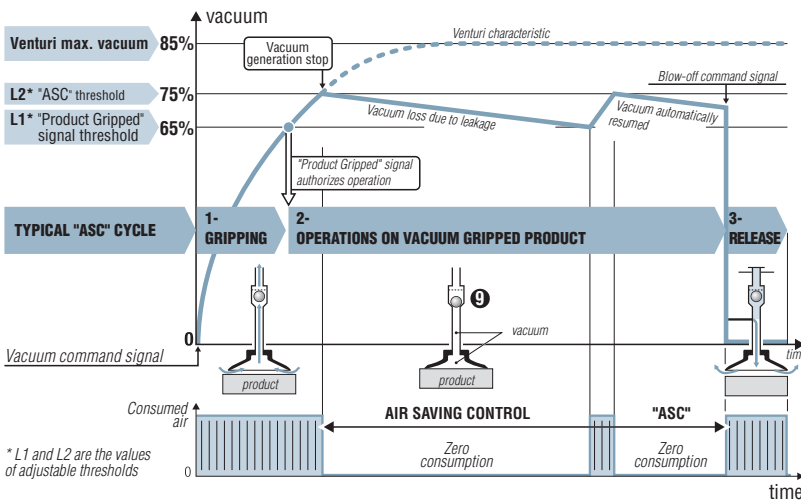 vacuum
Venturi max. vacuum
85%
Vacuum
generation stop
Venturi characteristic
L2* "ASC" threshold
75%
Blow-off command signal
L1* "Product Gripped"
signal threshold
65%
Vacuum loss due to leakage
Vacuum automatically
resumed
"Product Gripped" signal
authorizes operation
TYPICAL "ASC" CYCLE
1-
GRIPPING
2-
OPERATIONS ON VACUUM GRIPPED PRODUCT
3-
RELEASE
9
vacuum
0
time
Vacuum command signal
product
product
Consumed
air
AIR SAVING CONTROL
"ASC"
Zero
consumption
Zero
consumption
* L1 and L2 are the values
of adjustable thresholds
0
time